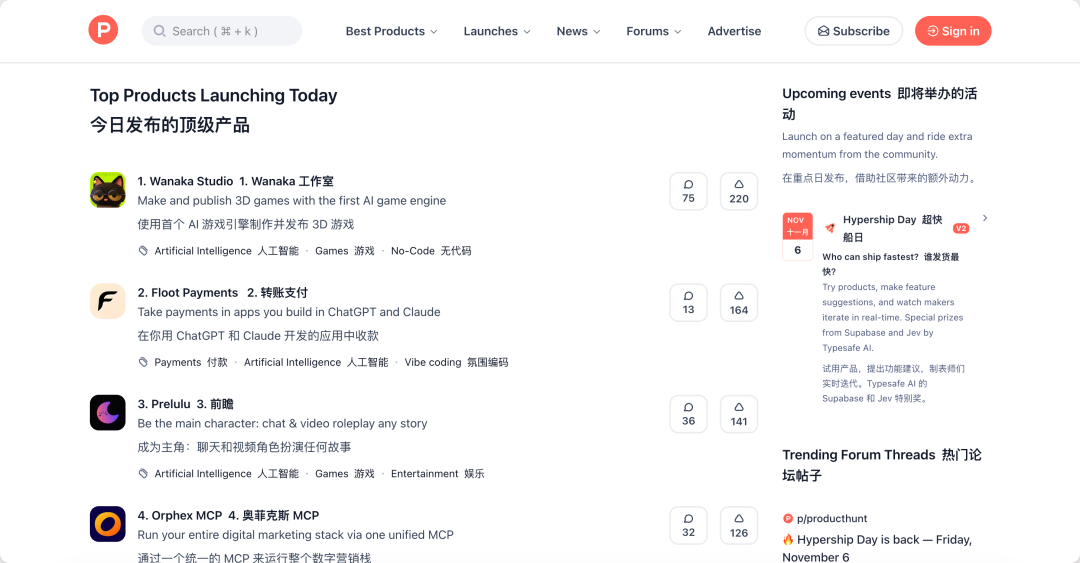 P
Search ( ⌘ + k )
Best Products
Launches
News
Forums
Advertise
Subscribe
Sign in
Top Products Launching Today
今日发布的顶级产品
1. Wanaka Studio 1. Wanaka 工作室
Make and publish 3D games with the first AI game engine
使用首个 AI 游戏引擎制作并发布 3D 游戏
Artificial Intelligence 人工智能 · Games 游戏 · No-Code 无代码
75
220
2. Floot Payments 2. 转账支付
Take payments in apps you build in ChatGPT and Claude
在你用 ChatGPT 和 Claude 开发的应用中收款
Payments 付款 · Artificial Intelligence 人工智能 · Vibe coding 氛围编码
13
164
3. Prelulu 3. 前瞻
Be the main character: chat & video roleplay any story
成为主角：聊天和视频角色扮演任何故事
Artificial Intelligence 人工智能 · Games 游戏 · Entertainment 娱乐
36
141
4. Orphex MCP 4. 奥菲克斯 MCP
Run your entire digital marketing stack via one unified MCP
通过一个统一的 MCP 来运行整个数字营销栈
32
126
Upcoming events 即将举办的活
动
Launch on a featured day and ride extra
momentum from the community.
在重点日发布，借助社区带来的额外动力。
NOV
十一月
6
Hypership Day 超快
船日
V2
Who can ship fastest? 谁发货最
快?
Try products, make feature
suggestions, and watch makers
iterate in real-time. Special prizes
from Supabase and Jev by
Typesafe AI.
试用产品，提出功能建议，制表师们
实时迭代。Typesafe AI 的
Supabase 和 Jev 特别奖。
Trending Forum Threads 热门论
坛帖子
p/producthunt
🔥 Hypership Day is back — Friday,
November 6